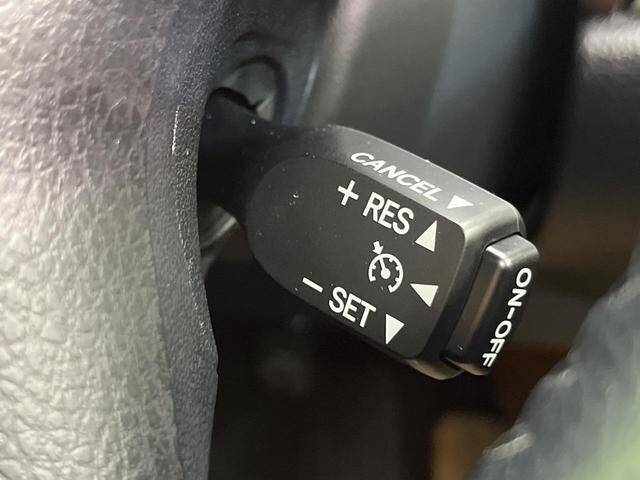 CANCEL ▼
+ RES ▲
◀
− SET ▼
ON-OFF